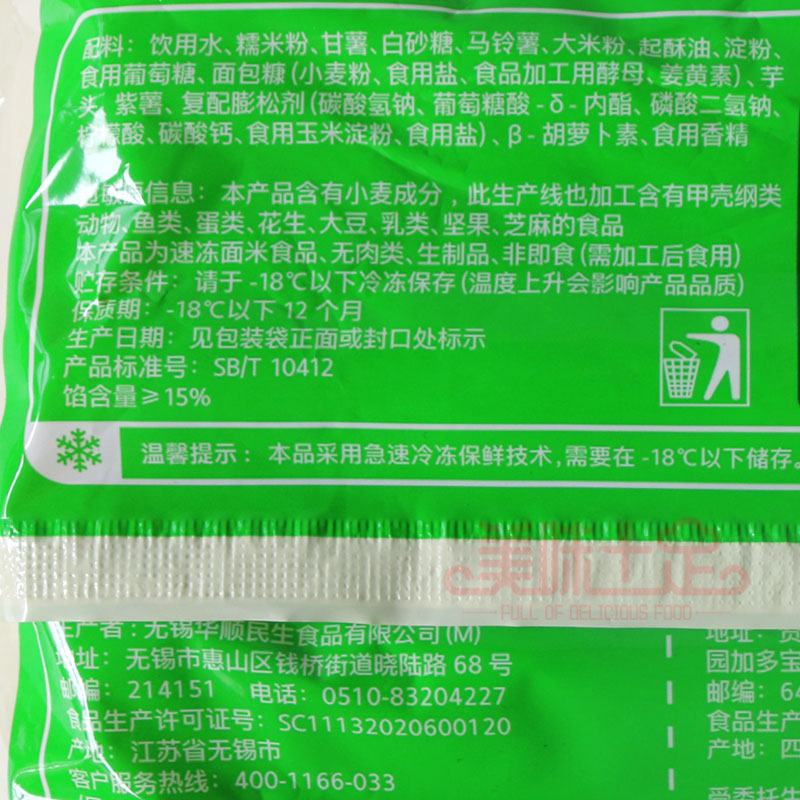 配料：饮用水、糯米粉、甘薯、白砂糖、马铃薯、大米粉、起酥油、淀粉、
食用葡萄糖、面包糠（小麦粉、食用盐、食品加工用酵母、姜黄素）、芋
头、紫薯、复配膨松剂（碳酸氢钠、葡萄糖酸-δ-内酯、磷酸二氢钠、
柠檬酸、碳酸钙、食用玉米淀粉、食用盐）、β-胡萝卜素、食用香精
信息：本产品含有小麦成分，此生产线也加工含有甲壳纲类
动物、鱼类、蛋类、花生、大豆、乳类、坚果、芝麻的食品
本产品为速冻面米食品、无肉类、生制品、非即食（需加工后食用）
贮存条件：请于-18℃以下冷冻保存（温度上升会影响产品品质）
保质期：-18℃以下12个月
生产日期：见包装袋正面或封口处标示
产品标准号：SB/T 10412
馅含量≥15%
温馨提示：本品采用急速冷冻保鲜技术,需要在-18℃以下储存。
美味十足
FULL OF DELICIOUS FOOD
生产者：无锡华顺民生食品有限公司(M)
地址：无锡市惠山区钱桥街道晓陆路68号
邮编：214151 电话：0510-83204227
食品生产许可证号：SC11132020600120
产地：江苏省无锡市
客户服务热线：400-1166-033
地址：
园加多宝
邮编：64
食品生产
产地：四
受委托生